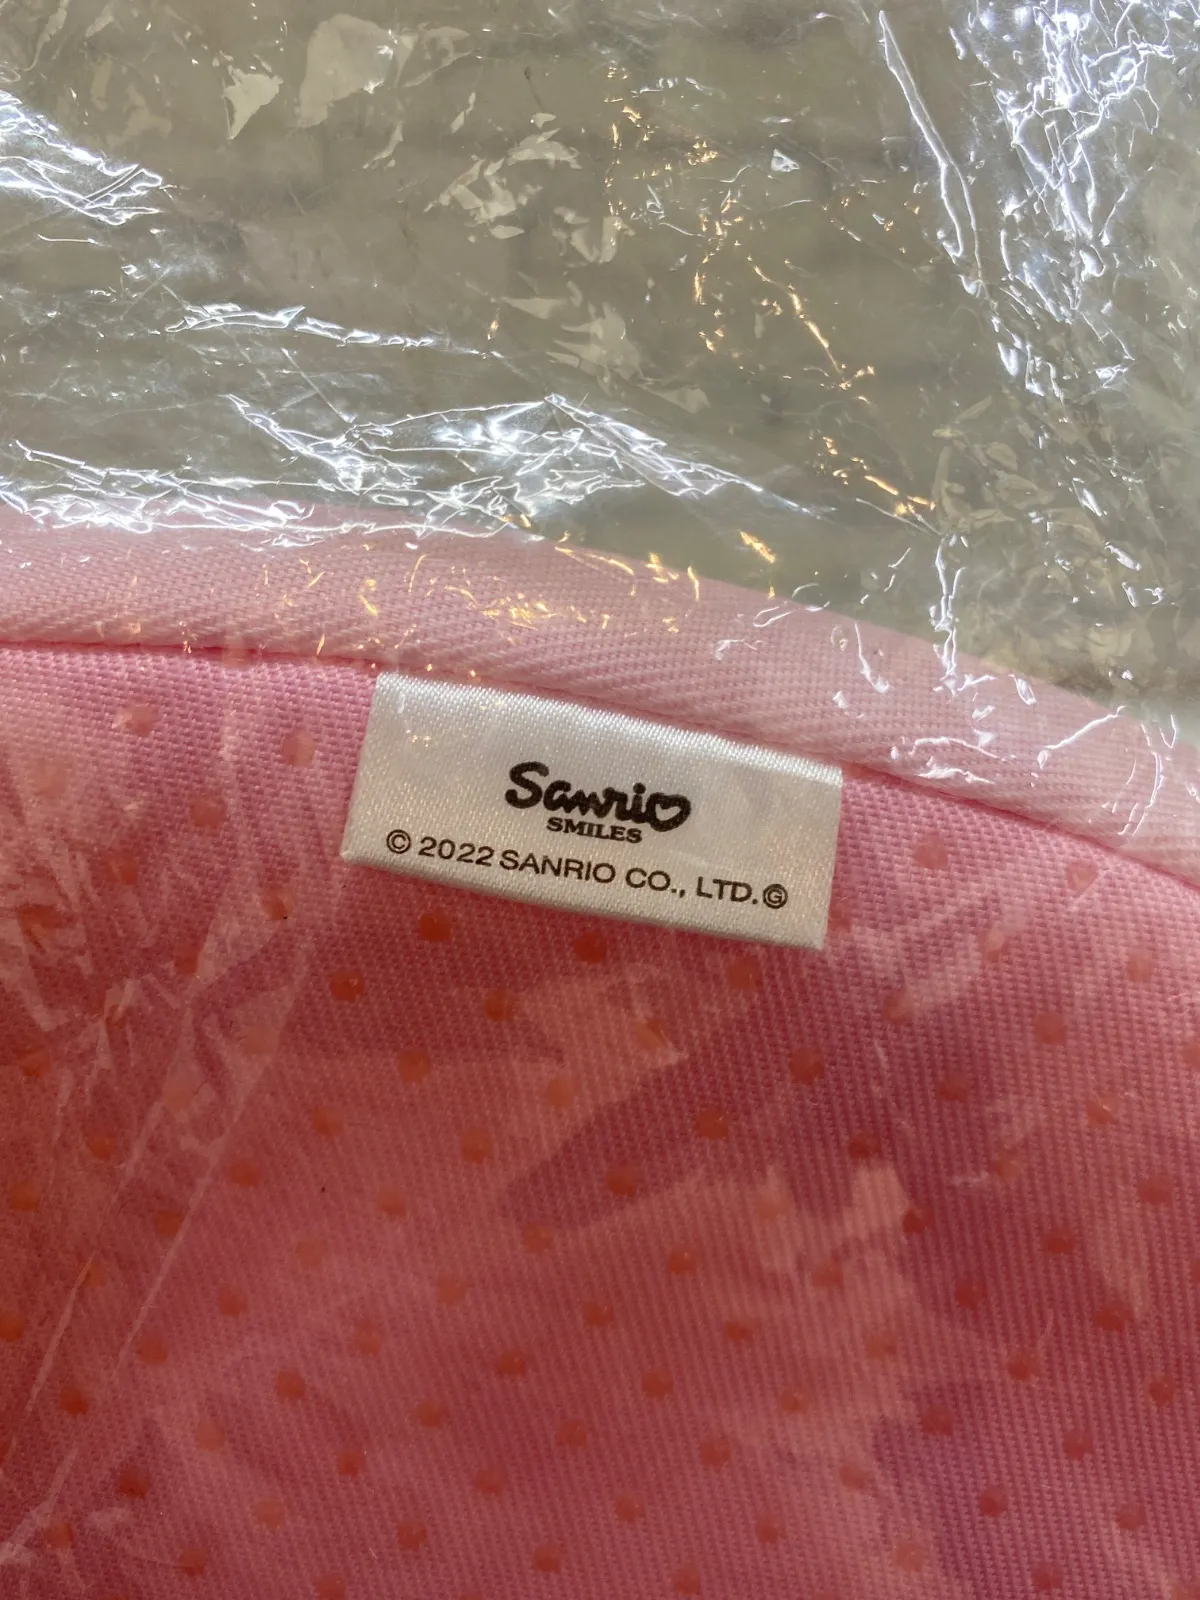 Sanrio
SMILES
© 2022 SANRIO CO., LTD.Ⓖ